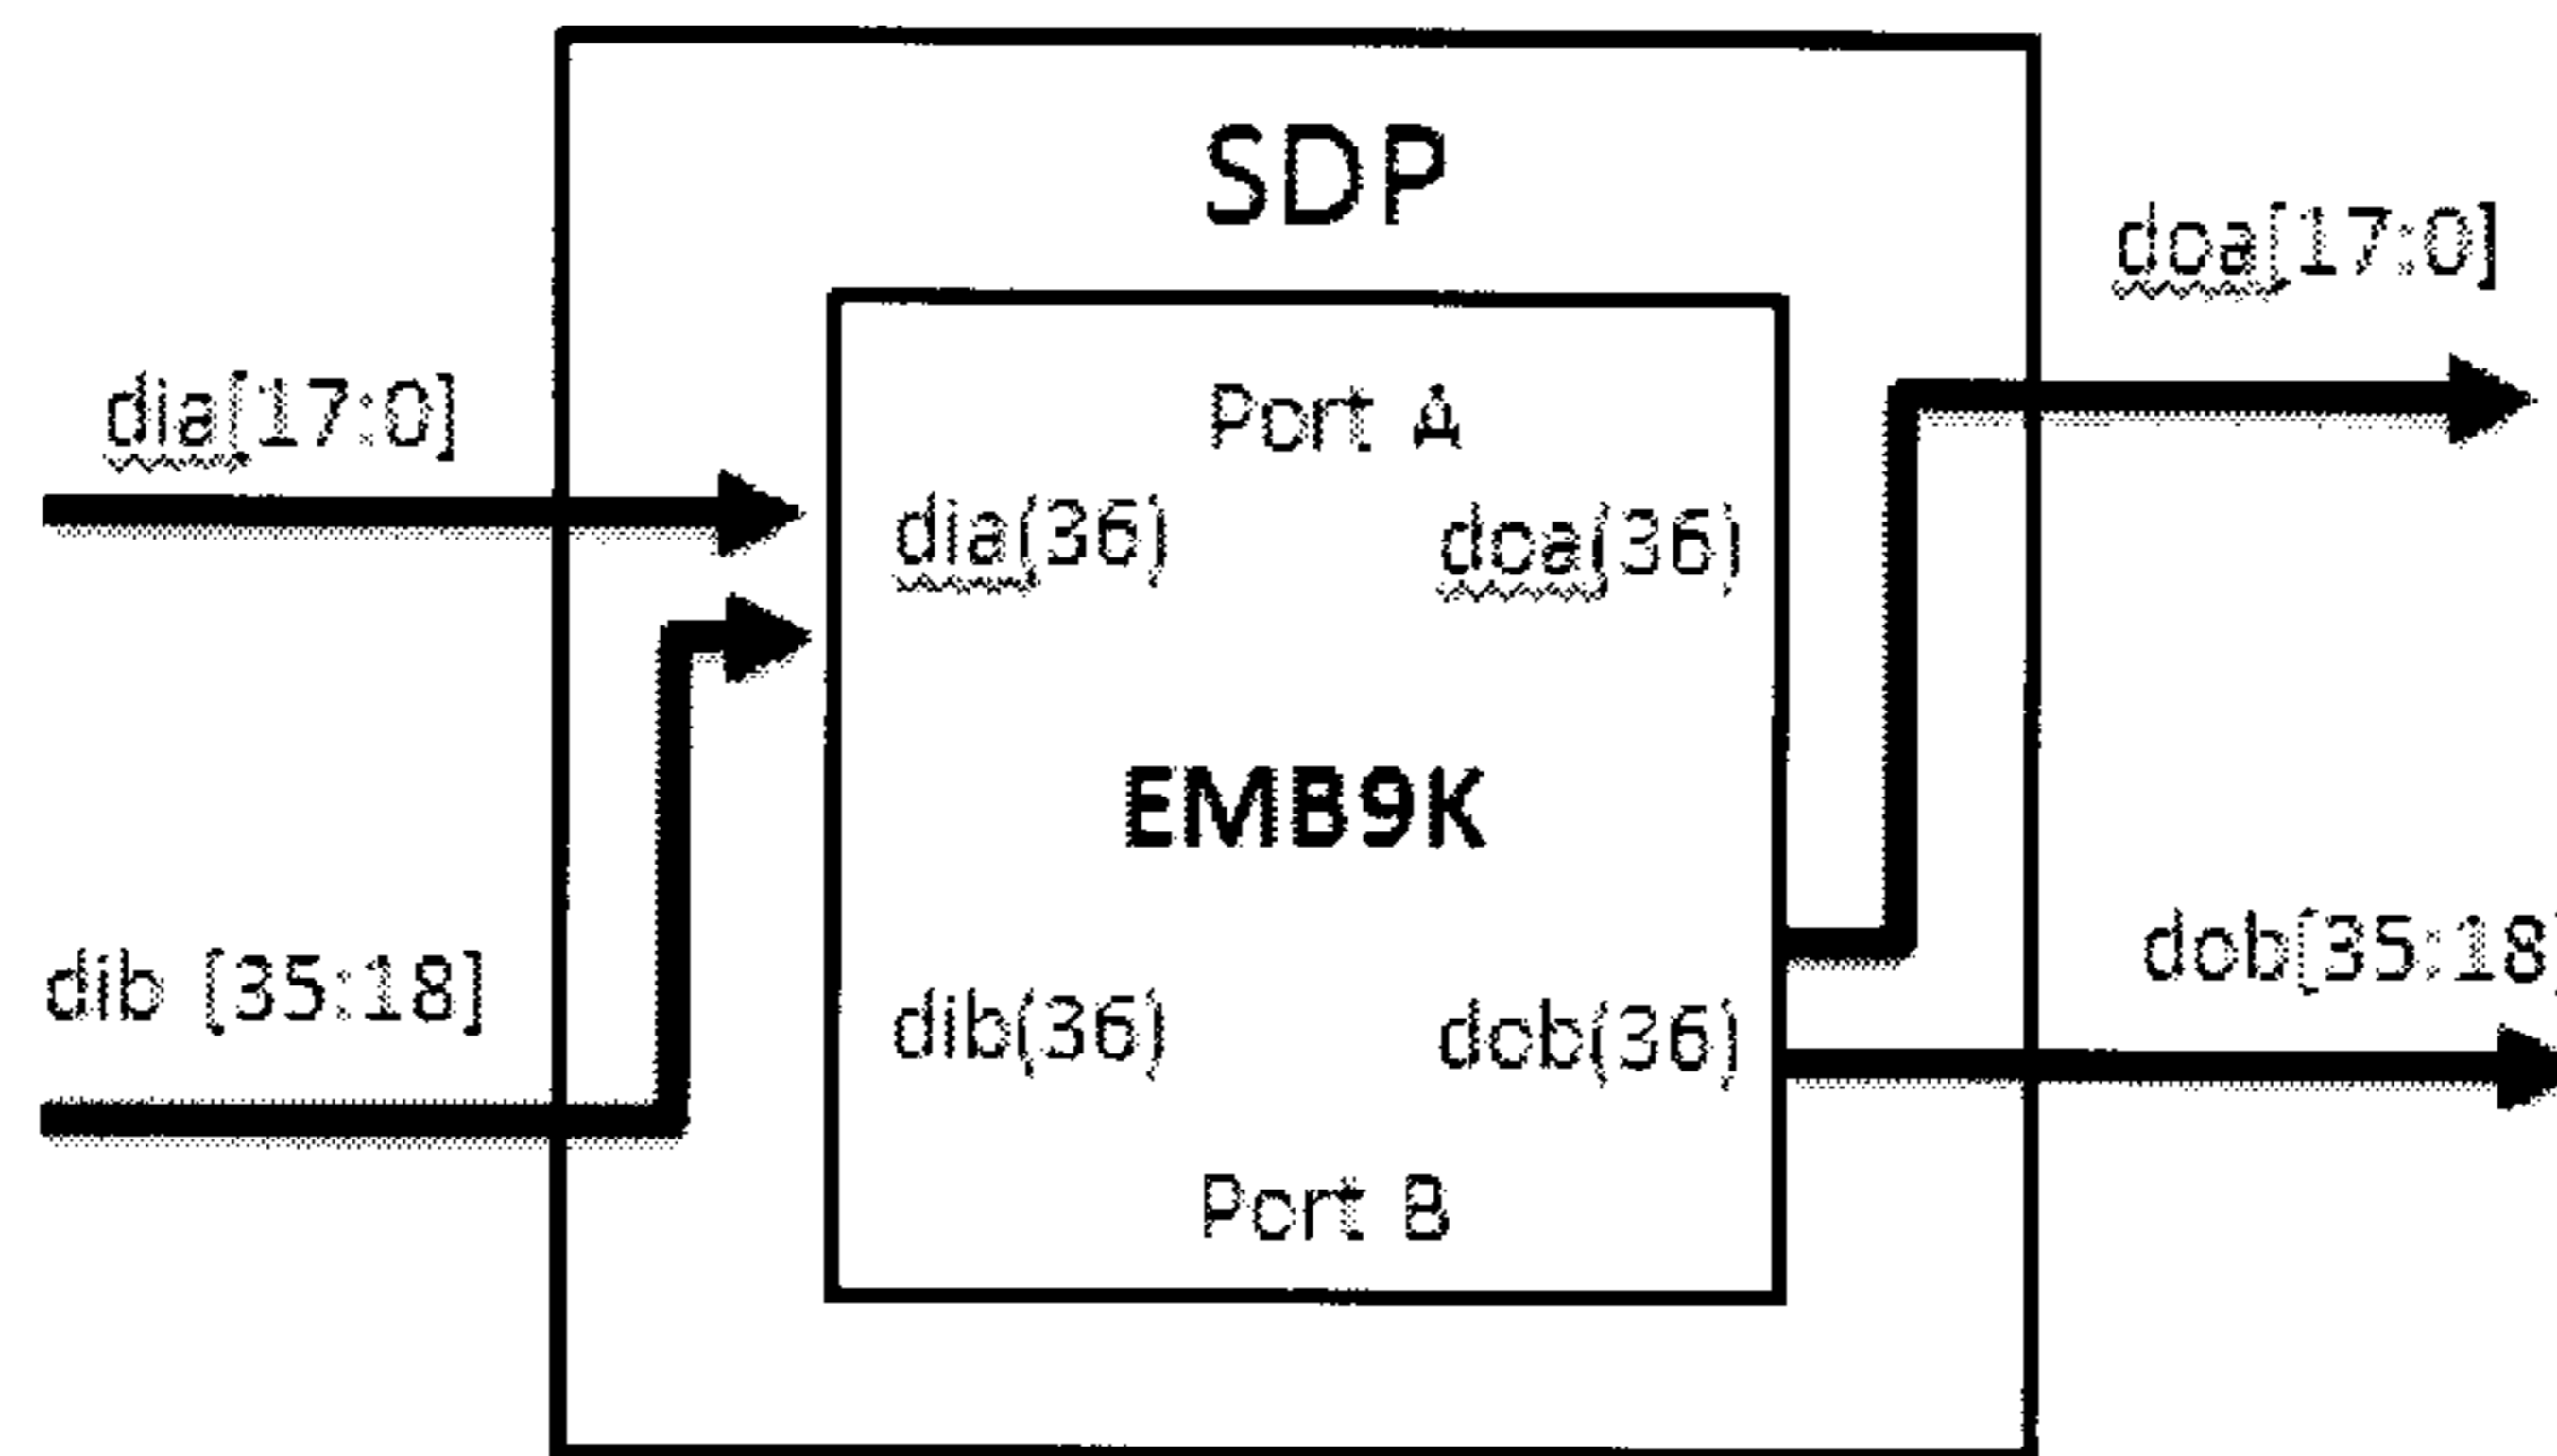 SDP
doa[17:0]
dia[17:0]
Port A
dia(36)
doa(36)
EMB9K
dib [35:18]
dob[35:18]
dib(36)
dob(36)
Port B